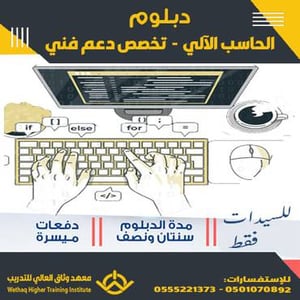 دبلوم
الحاسب الآلي - تخصص دعم فني
if
[]
else
{}
for
=
</>
للسيدات
فقط
مدة الدبلوم
سنتان ونصف
دفعات
ميسرة
للإستفسارات:
0555221373 - 0501070892
معهد وثاق العالي للتدريب
Wethaq Higher Training Institute